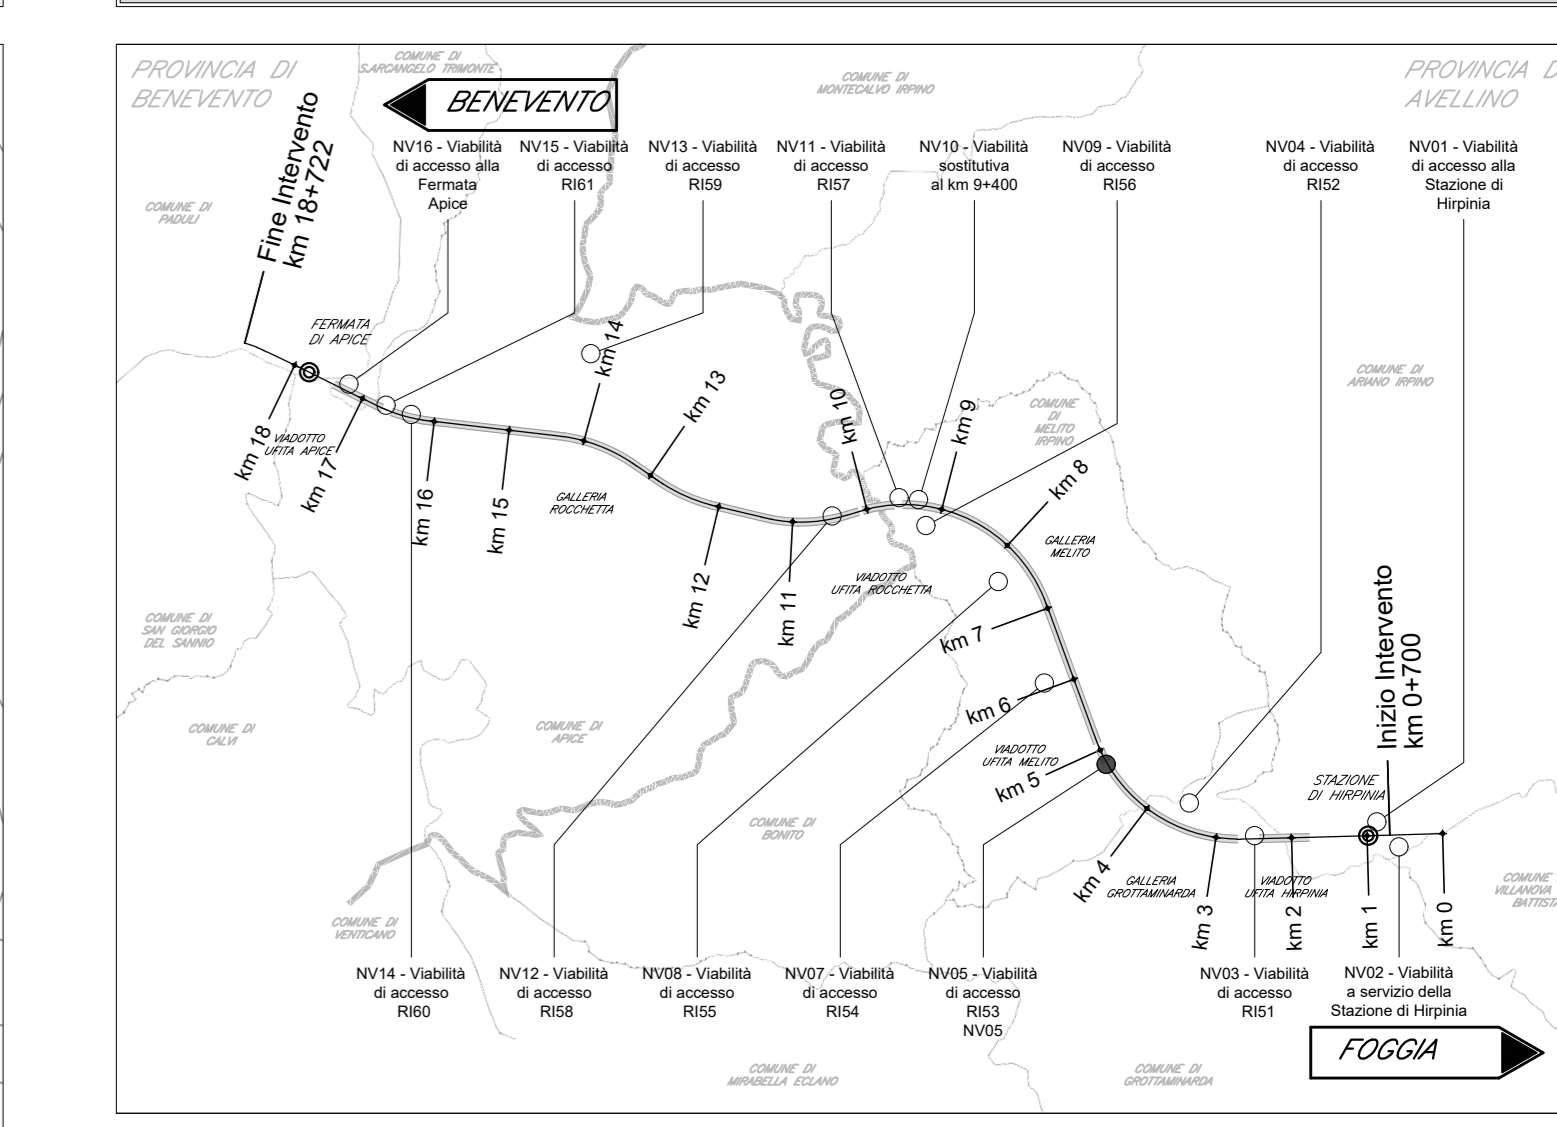 PROVINCIA DI
BENEVENTO
COMUNE DI
S.ARCANGELO TRIMONTE
BENEVENTO
COMUNE DI
MONTECALVO IRPINO
PROVINCIA D
AVELLINO
Fine Intervento
km 18+722
NV16 - Viabilità
di accesso alla
Fermata
Apice
NV15 - Viabilità
di accesso
RI61
NV13 - Viabilità
di accesso
RI59
NV11 - Viabilità
di accesso
RI57
NV10 - Viabilità
sostitutiva
al km 9+400
NV09 - Viabilità
di accesso
RI56
NV04 - Viabilità
di accesso
RI52
NV01 - Viabilità
di accesso alla
Stazione di
Hirpinia
COMUNE DI
PADULI
FERMATA
DI APICE
km 14
km 13
km 10
km 9
COMUNE
DI
MELITO
IRPINO
COMUNE DI
ARIANO IRPINO
km 18
VIADOTTO
UFITA APICE
km 17
km 16
km 15
GALLERIA
ROCCHETTA
km 12
km 11
km 8
GALLERIA
MELITO
VIADOTTO
UFITA ROCCHETTA
km 7
COMUNE DI
SAN GIORGIO
DEL SANNIO
COMUNE DI
CALVI
COMUNE DI
APICE
km 6
VIADOTTO
UFITA MELITO
km 5
Inizio Intervento
km 0+700
STAZIONE
DI HIRPINIA
COMUNE DI
BONITO
km 4
GALLERIA
GROTTAMINARDA
VIADOTTO
UFITA HIRPINIA
km 3
km 2
km 1
km 0
COMUNE
VILLANOVA
BATTISTA
COMUNE DI
VENTICANO
NV14 - Viabilità
di accesso
RI60
NV12 - Viabilità
di accesso
RI58
NV08 - Viabilità
di accesso
RI55
NV07 - Viabilità
di accesso
RI54
NV05 - Viabilità
di accesso
RI53
NV05
NV03 - Viabilità
di accesso
RI51
NV02 - Viabilità
a servizio della
Stazione di Hirpinia
FOGGIA
COMUNE DI
MIRABELLA ECLANO
COMUNE DI
GROTTAMINARDA